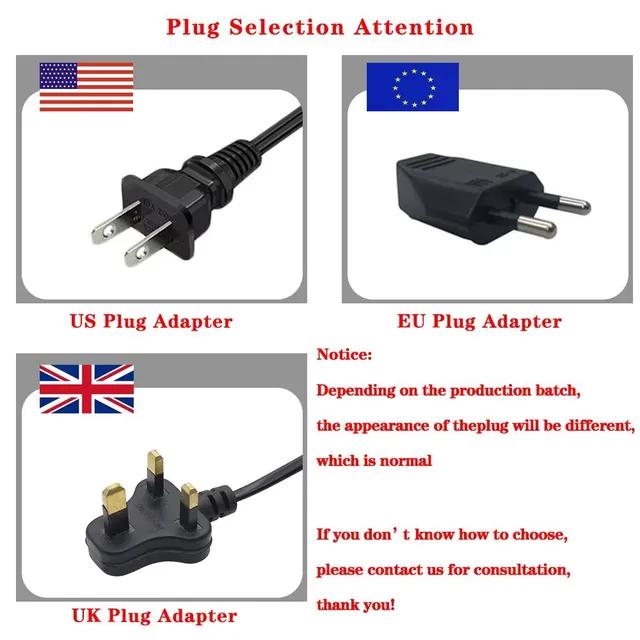 Plug Selection Attention
US Plug Adapter
EU Plug Adapter
UK Plug Adapter
Notice:
Depending on the production batch,
the appearance of theplug will be different,
which is normal
If you don’t know how to choose,
please contact us for consultation,
thank you!